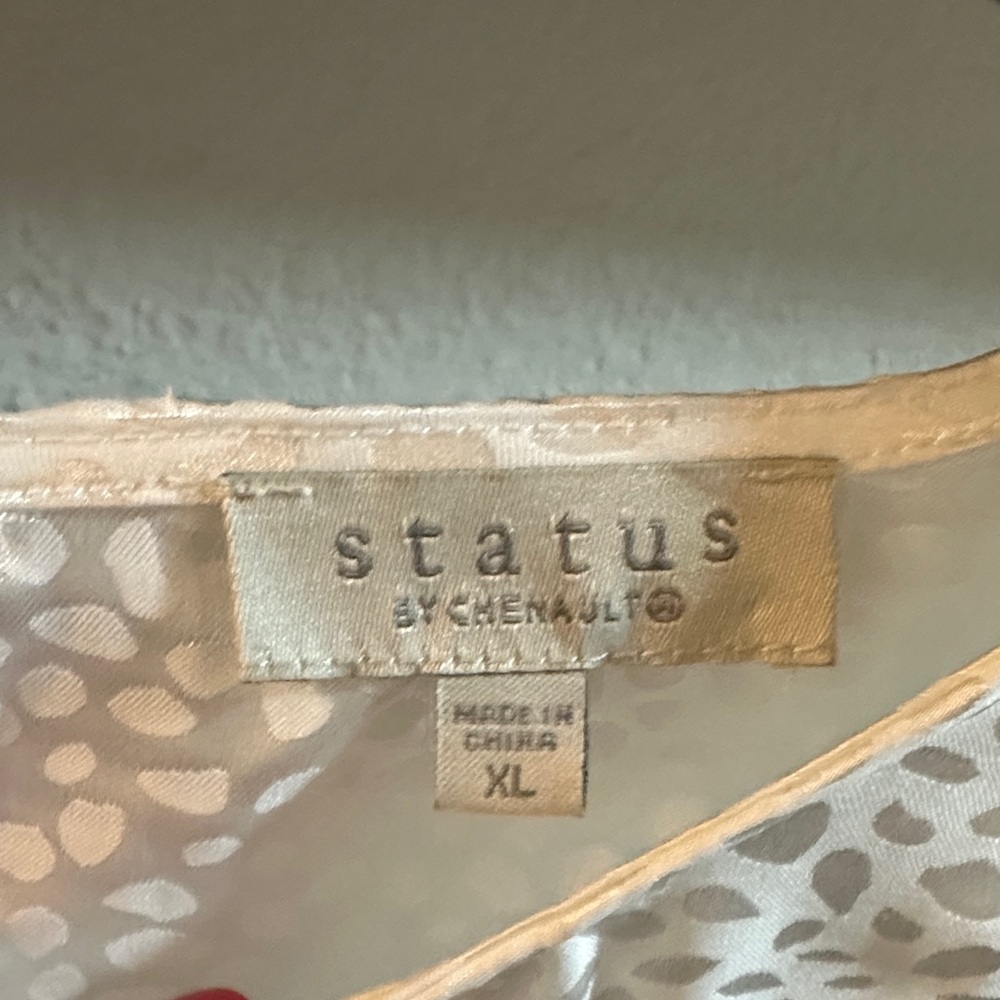 status
BY CHENAULT®
MADE IN
CHINA
XL